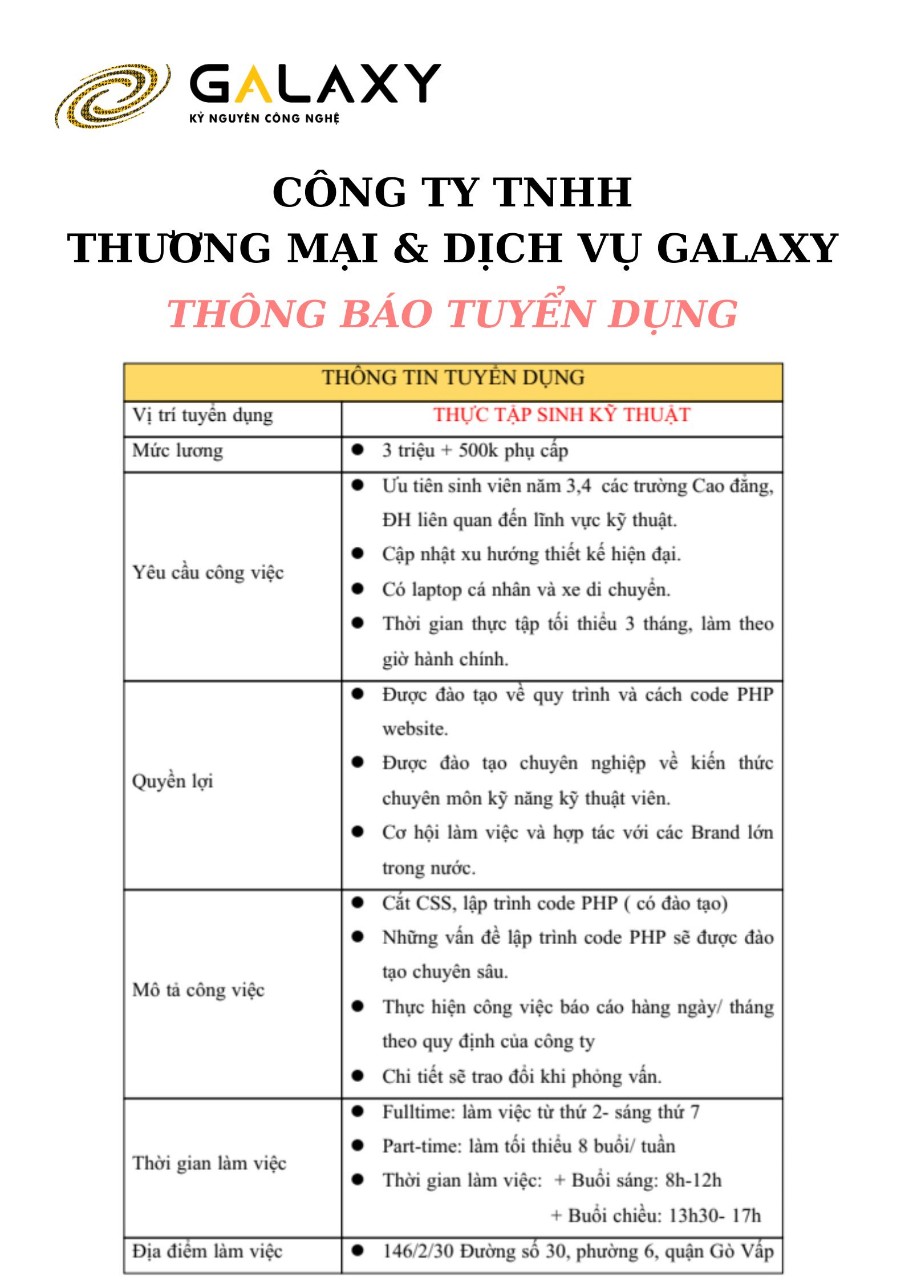 GALAXY
KỶ NGUYÊN CÔNG NGHỆ
CÔNG TY TNHH
THƯƠNG MẠI & DỊCH VỤ GALAXY
THÔNG BÁO TUYỂN DỤNG
THÔNG TIN TUYỂN DỤNG
Vị trí tuyển dụng THỰC TẬP SINH KỸ THUẬT
Mức lương ● 3 triệu + 500k phụ cấp
Yêu cầu công việc
● Ưu tiên sinh viên năm 3,4 các trường Cao đẳng,
ĐH liên quan đến lĩnh vực kỹ thuật.
● Cập nhật xu hướng thiết kế hiện đại.
● Có laptop cá nhân và xe di chuyển.
● Thời gian thực tập tối thiểu 3 tháng, làm theo
giờ hành chính.
Quyền lợi
● Được đào tạo về quy trình và cách code PHP
website.
● Được đào tạo chuyên nghiệp về kiến thức
chuyên môn kỹ năng kỹ thuật viên.
● Cơ hội làm việc và hợp tác với các Brand lớn
trong nước.
Mô tả công việc
● Cắt CSS, lập trình code PHP ( có đào tạo)
● Những vấn đề lập trình code PHP sẽ được đào
tạo chuyên sâu.
● Thực hiện công việc báo cáo hàng ngày/ tháng
theo quy định của công ty
● Chi tiết sẽ trao đổi khi phỏng vấn.
Thời gian làm việc
● Fulltime: làm việc từ thứ 2- sáng thứ 7
● Part-time: làm tối thiểu 8 buổi/ tuần
● Thời gian làm việc: + Buổi sáng: 8h-12h
+ Buổi chiều: 13h30- 17h
Địa điểm làm việc ● 146/2/30 Đường số 30, phường 6, quận Gò Vấp